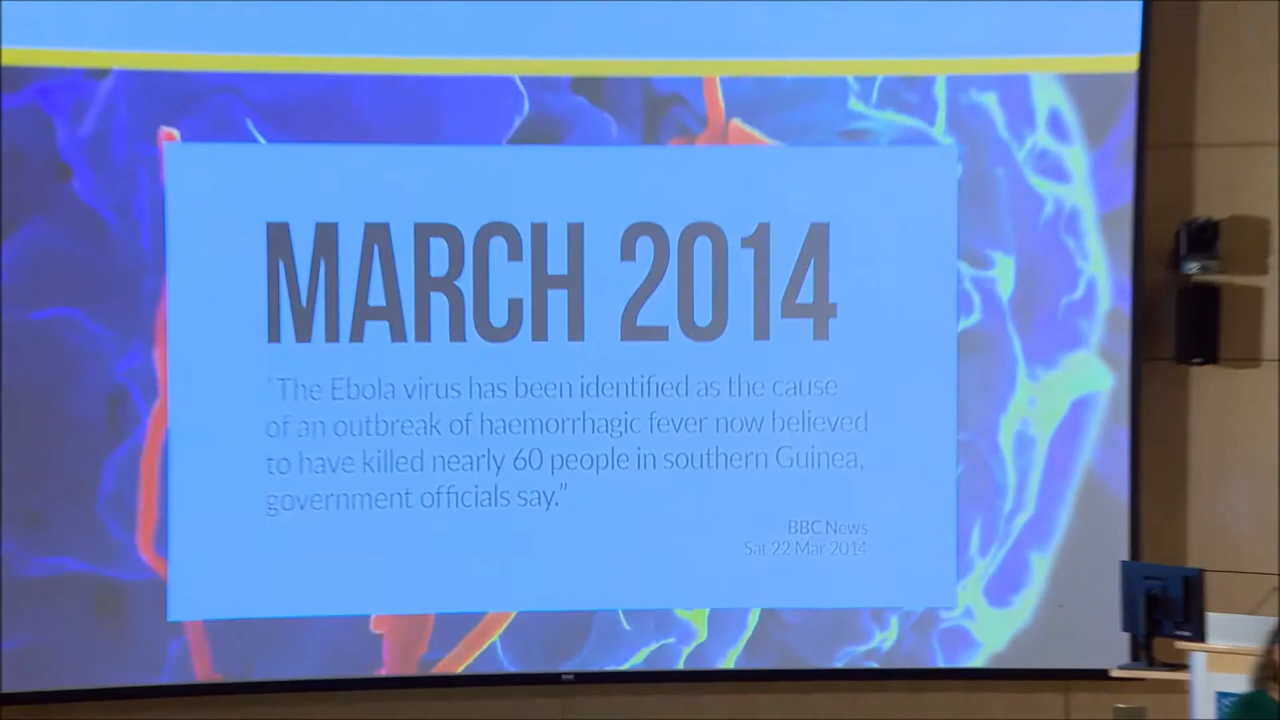 MARCH 2014
"The Ebola virus has been identified as the cause
of an outbreak of haemorrhagic fever now believed
to have killed nearly 60 people in southern Guinea,
government officials say.”
BBC News
Sat 22 Mar 2014